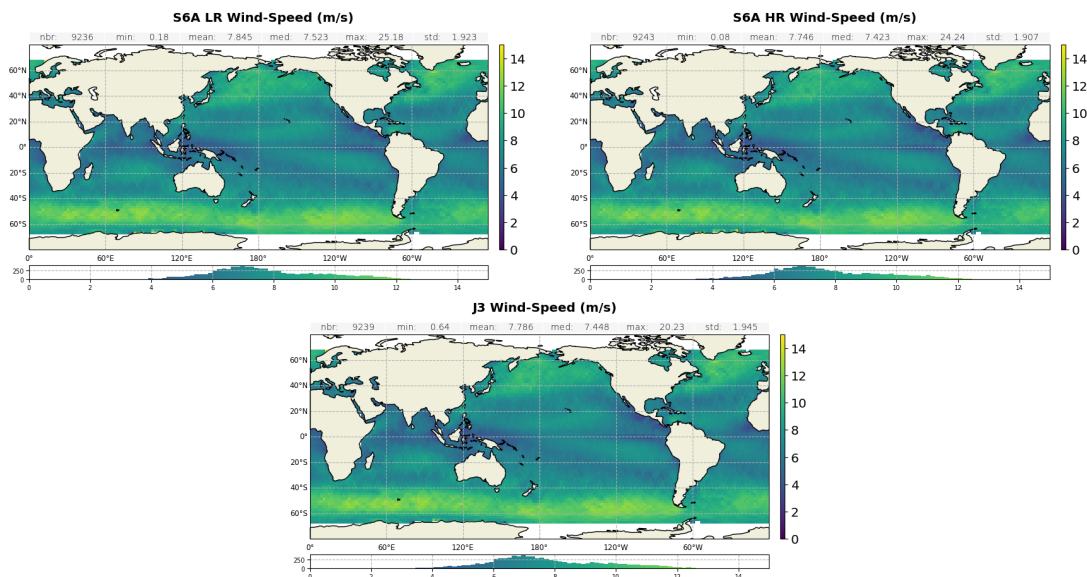 S6A LR Wind-Speed (m/s)
nbr: 9236 min: 0.18 mean: 7.845 med: 7.523 max: 25.18 std: 1.923
60°N
40°N
20°N
0°
20°S
40°S
60°S
0° 60°E 120°E 180° 120°W 60°W
14
12
10
8
6
4
2
0
250
0
0 2 4 6 8 10 12 14
S6A HR Wind-Speed (m/s)
nbr: 9243 min: 0.08 mean: 7.746 med: 7.423 max: 24.24 std: 1.907
60°N
40°N
20°N
0°
20°S
40°S
60°S
0° 60°E 120°E 180° 120°W 60°W
14
12
10
8
6
4
2
0
250
0
0 2 4 6 8 10 12 14
J3 Wind-Speed (m/s)
nbr: 9239 min: 0.64 mean: 7.786 med: 7.448 max: 20.23 std: 1.945
60°N
40°N
20°N
0°
20°S
40°S
60°S
0° 60°E 120°E 180° 120°W 60°W
14
12
10
8
6
4
2
0
250
0
0 2 4 6 8 10 12 14